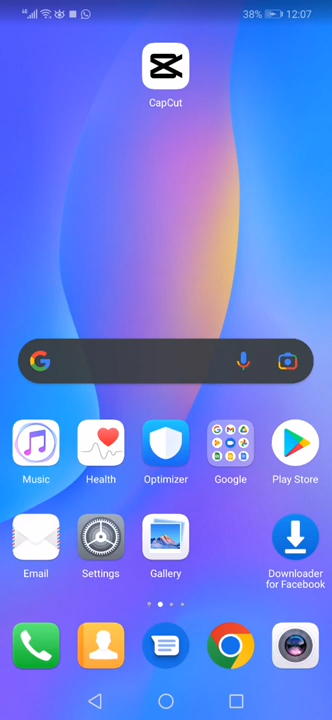 38% 12:07
CapCut
Music Health Optimizer Google Play Store
Email Settings Gallery Downloader
for Facebook